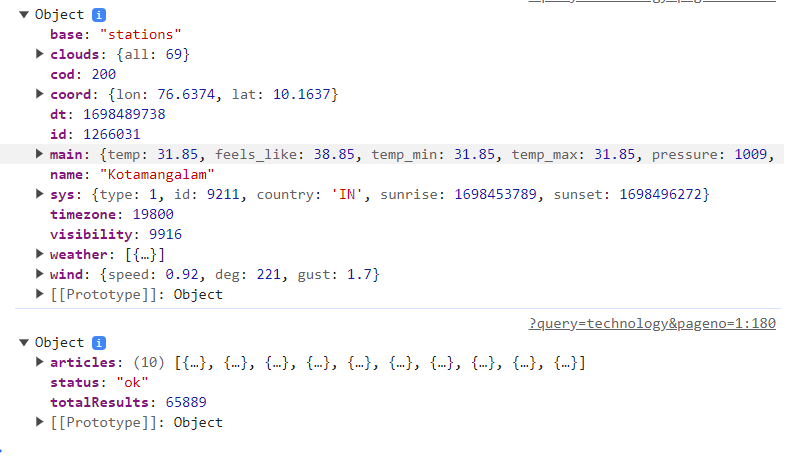 Object i
base: "stations"
clouds: {all: 69}
cod: 200
coord: {lon: 76.6374, lat: 10.1637}
dt: 1698489738
id: 1266031
main: {temp: 31.85, feels_like: 38.85, temp_min: 31.85, temp_max: 31.85, pressure: 1009,
name: "Kotamangalam"
sys: {type: 1, id: 9211, country: 'IN', sunrise: 1698453789, sunset: 1698496272}
timezone: 19800
visibility: 9916
weather: [{…}]
wind: {speed: 0.92, deg: 221, gust: 1.7}
[[Prototype]]: Object
?query=technology&pageno=1:180
Object i
articles: (10) [{…}, {…}, {…}, {…}, {…}, {…}, {…}, {…}, {…}, {…}]
status: "ok"
totalResults: 65889
[[Prototype]]: Object